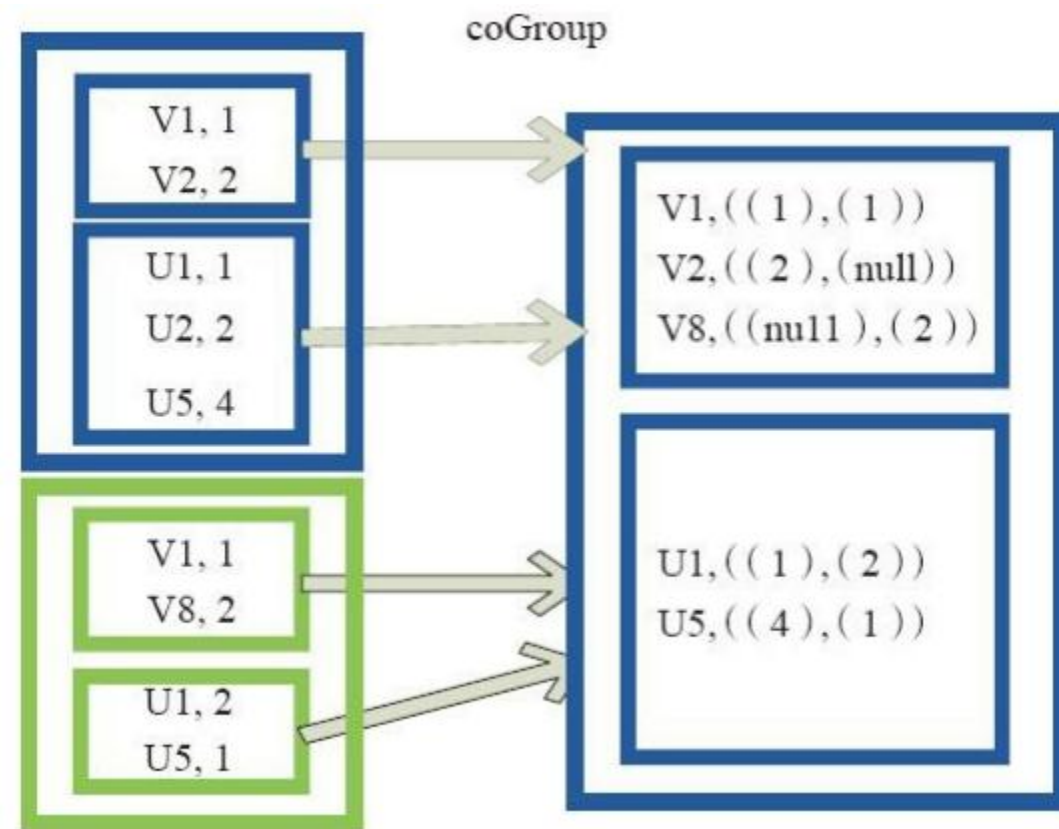 coGroup
V1, 1
V2, 2
U1, 1
U2, 2
U5, 4
V1, 1
V8, 2
U1, 2
U5, 1
V1,((1),(1))
V2,((2),(null))
V8,((nu11),(2))
U1,((1),(2))
U5,((4),(1))